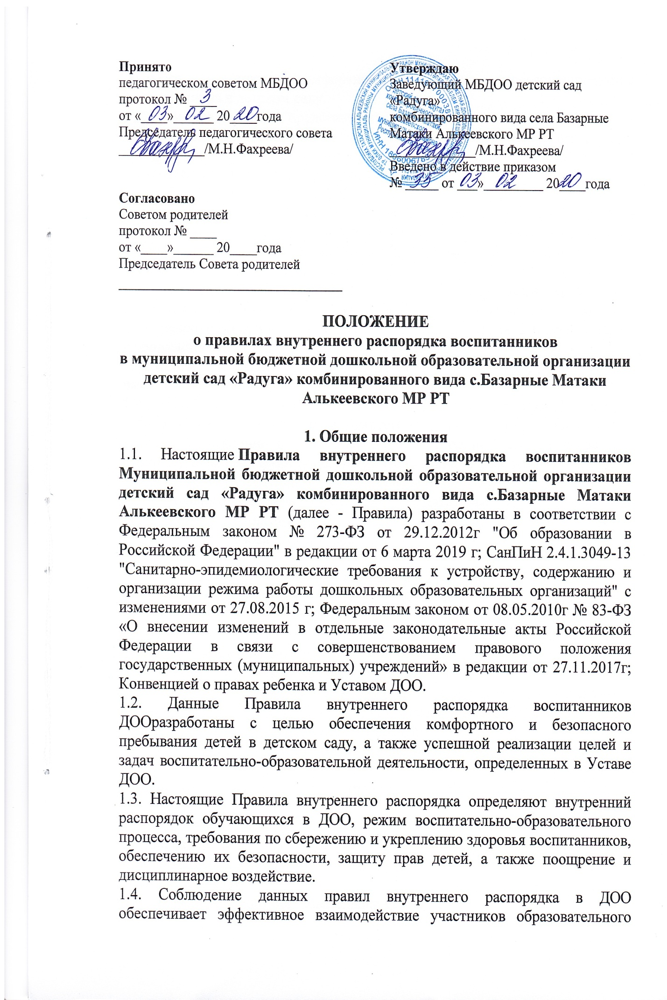 Принято
педагогическом советом МБДОО
протокол № 3
от «03» 02 2020года
Председатель педагогического совета
/М.Н.Фахреева/
Утверждаю
Заведующий МБДОО детский сад
«Радуга»
комбинированного вида села Базарные
Матаки Алькеевского МР РТ
/М.Н.Фахреева/
Введено в действие приказом
№ 35 от 03» 02 2020года
Согласовано
Советом родителей
протокол № ____
от «____»______ 20____года
Председатель Совета родителей
ПОЛОЖЕНИЕ
о правилах внутреннего распорядка воспитанников
в муниципальной бюджетной дошкольной образовательной организации
детский сад «Радуга» комбинированного вида с.Базарные Матаки
Алькеевского МР РТ
1. Общие положения
1.1. Настоящие Правила внутреннего распорядка воспитанников
Муниципальной бюджетной дошкольной образовательной организации
детский сад «Радуга» комбинированного вида с.Базарные Матаки
Алькеевского МР РТ (далее - Правила) разработаны в соответствии с
Федеральным законом № 273-ФЗ от 29.12.2012г "Об образовании в
Российской Федерации" в редакции от 6 марта 2019 г; СанПиН 2.4.1.3049-13
"Санитарно-эпидемиологические требования к устройству, содержанию и
организации режима работы дошкольных образовательных организаций" с
изменениями от 27.08.2015 г; Федеральным законом от 08.05.2010г № 83-ФЗ
«О внесении изменений в отдельные законодательные акты Российской
Федерации в связи с совершенствованием правового положения
государственных (муниципальных) учреждений» в редакции от 27.11.2017г;
Конвенцией о правах ребенка и Уставом ДОО.
1.2. Данные Правила внутреннего распорядка воспитанников
ДООразработаны с целью обеспечения комфортного и безопасного
пребывания детей в детском саду, а также успешной реализации целей и
задач воспитательно-образовательной деятельности, определенных в Уставе
ДОО.
1.3. Настоящие Правила внутреннего распорядка определяют внутренний
распорядок обучающихся в ДОО, режим воспитательно-образовательного
процесса, требования по сбережению и укреплению здоровья воспитанников,
обеспечению их безопасности, защиту прав детей, а также поощрение и
дисциплинарное воздействие.
1.4. Соблюдение данных правил внутреннего распорядка в ДОО
обеспечивает эффективное взаимодействие участников образовательного